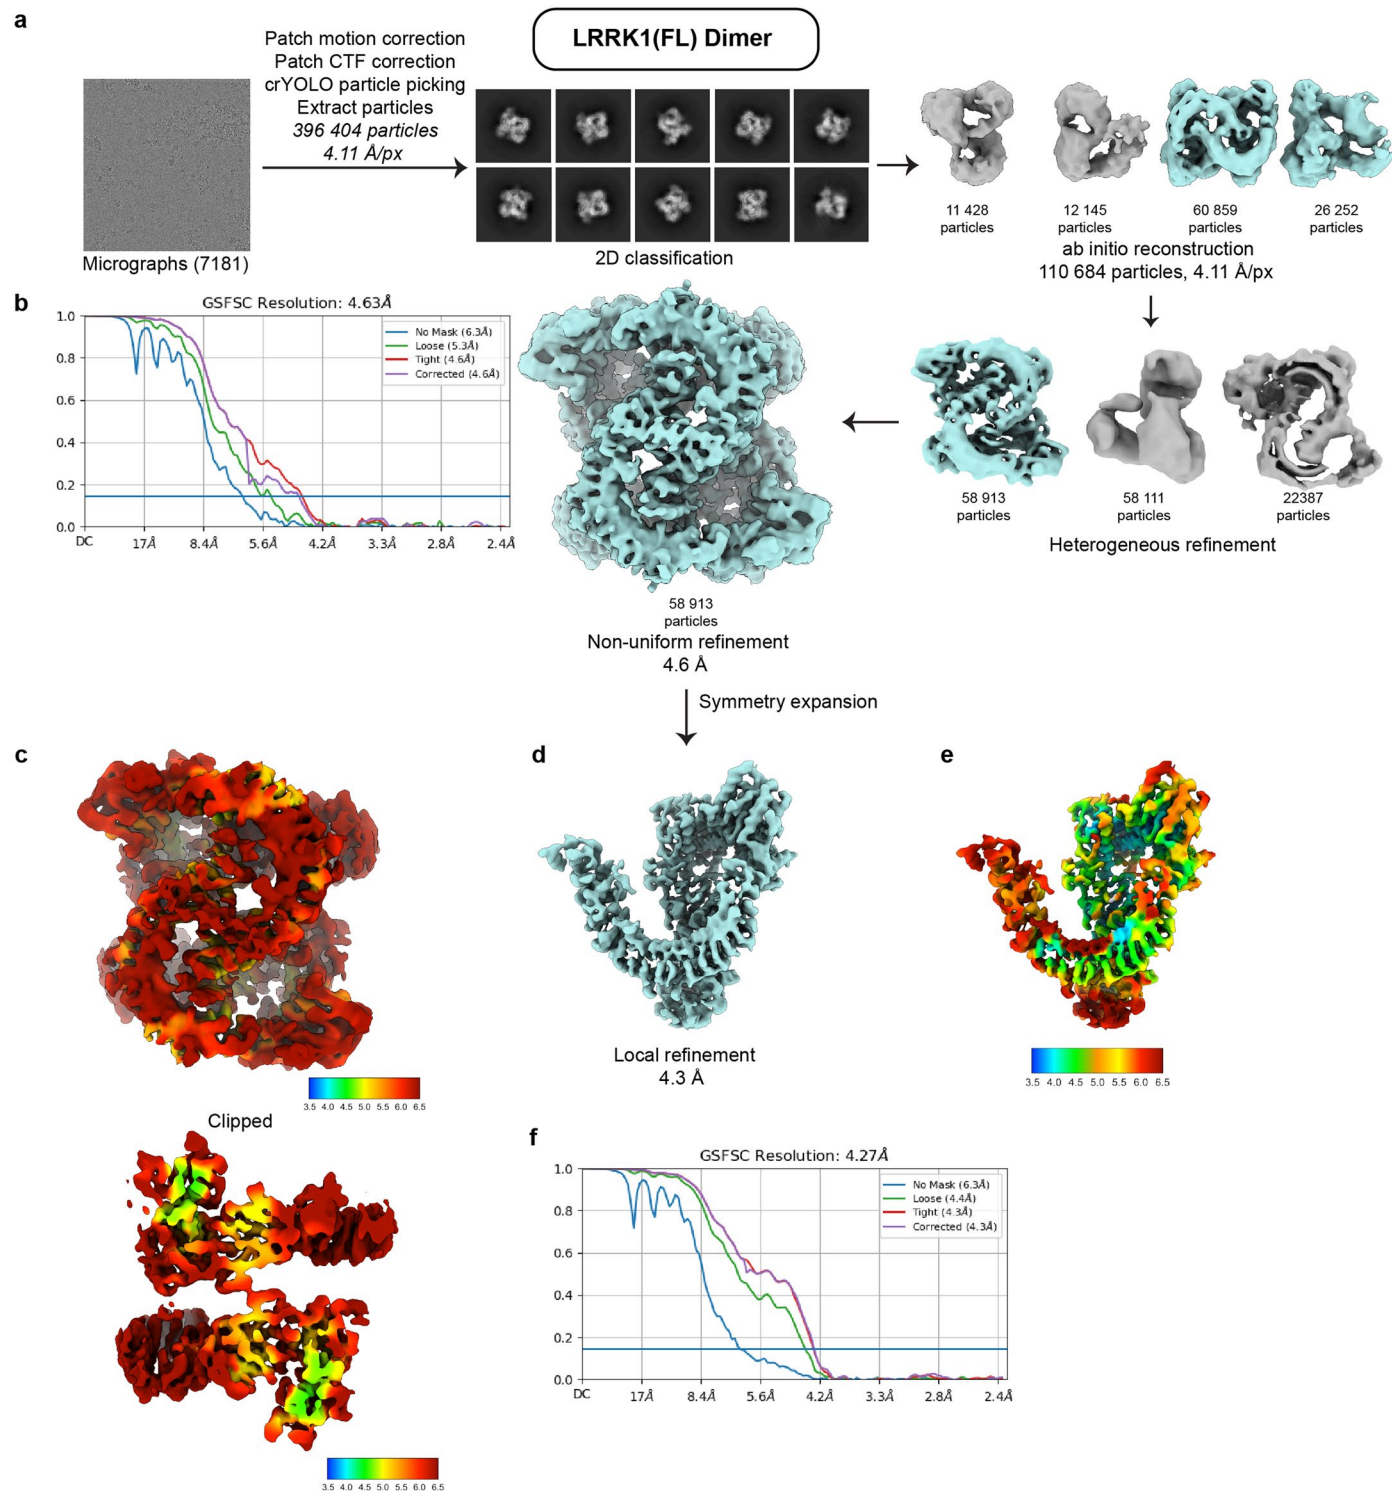 a
LRRK1(FL) Dimer
Patch motion correction
Patch CTF correction
crYOLO particle picking
Extract particles
396 404 particles
4.11 Å/px
Micrographs (7181)
2D classification
11 428
particles
12 145
particles
60 859
particles
26 252
particles
ab initio reconstruction
110 684 particles, 4.11 Å/px
b
GSFSC Resolution: 4.63Å
No Mask (6.3Å)
Loose (5.3Å)
Tight (4.6Å)
Corrected (4.6Å)
1.0
0.8
0.6
0.4
0.2
0.0
DC 17Å 8.4Å 5.6Å 4.2Å 3.3Å 2.8Å 2.4Å
58 913
particles
58 111
particles
22387
particles
Heterogeneous refinement
58 913
particles
Non-uniform refinement
4.6 Å
Symmetry expansion
c
3.5 4.0 4.5 5.0 5.5 6.0 6.5
Clipped
3.5 4.0 4.5 5.0 5.5 6.0 6.5
d
Local refinement
4.3 Å
e
3.5 4.0 4.5 5.0 5.5 6.0 6.5
f
GSFSC Resolution: 4.27Å
No Mask (6.3Å)
Loose (4.4Å)
Tight (4.3Å)
Corrected (4.3Å)
1.0
0.8
0.6
0.4
0.2
0.0
DC 17Å 8.4Å 5.6Å 4.2Å 3.3Å 2.8Å 2.4Å